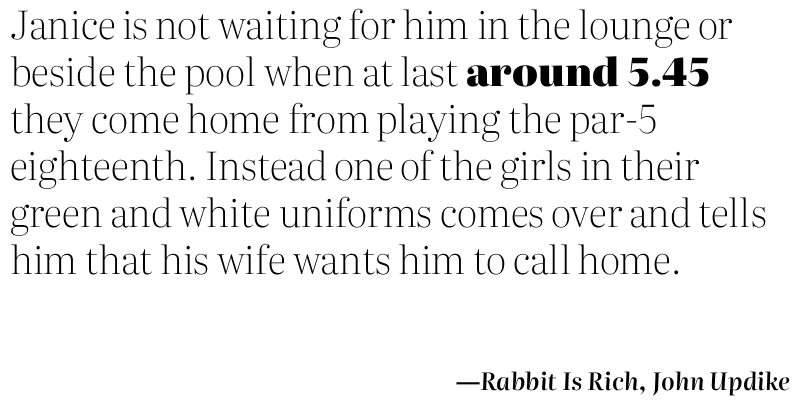 Janice is not waiting for him in the lounge or
beside the pool when at last around 5.45
they come home from playing the par-5
eighteenth. Instead one of the girls in their
green and white uniforms comes over and tells
him that his wife wants him to call home.
—Rabbit Is Rich, John Updike